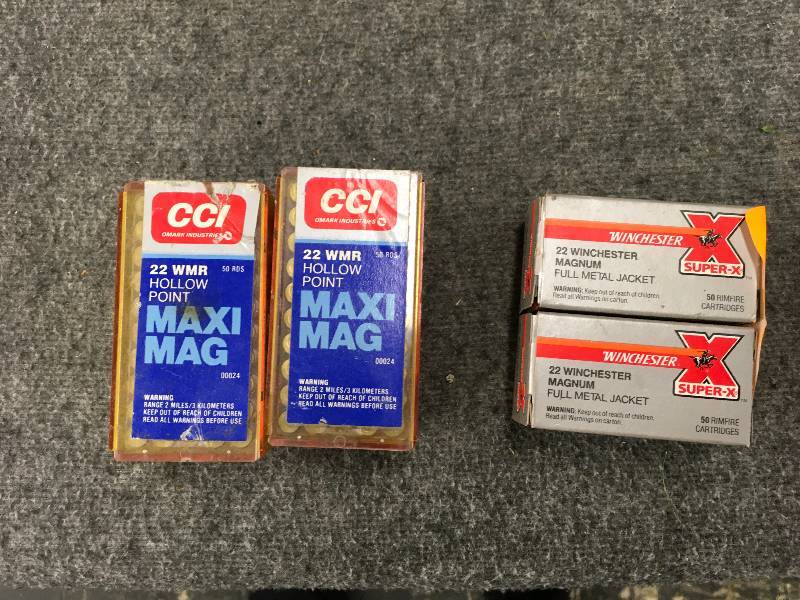 CCI
OMARK INDUSTRIES
22 WMR 50 RDS
HOLLOW
POINT
MAXI
MAG
00024
WARNING
RANGE 2 MILES/3 KILOMETERS
KEEP OUT OF REACH OF CHILDREN
READ ALL WARNINGS BEFORE USE
CCI
OMARK INDUSTRIES
22 WMR 50 RDS
HOLLOW
POINT
MAXI
MAG
00024
WARNING
RANGE 2 MILES/3 KILOMETERS
KEEP OUT OF REACH OF CHILDREN
READ ALL WARNINGS BEFORE USE
WINCHESTER X
SUPER-X
22 WINCHESTER
MAGNUM
FULL METAL JACKET
WARNING: Keep out of reach of children.
Read all Warnings on carton.
50 RIMFIRE
CARTRIDGES
WINCHESTER X
SUPER-X
22 WINCHESTER
MAGNUM
FULL METAL JACKET
WARNING: Keep out of reach of children.
Read all Warnings on carton.
50 RIMFIRE
CARTRIDGES